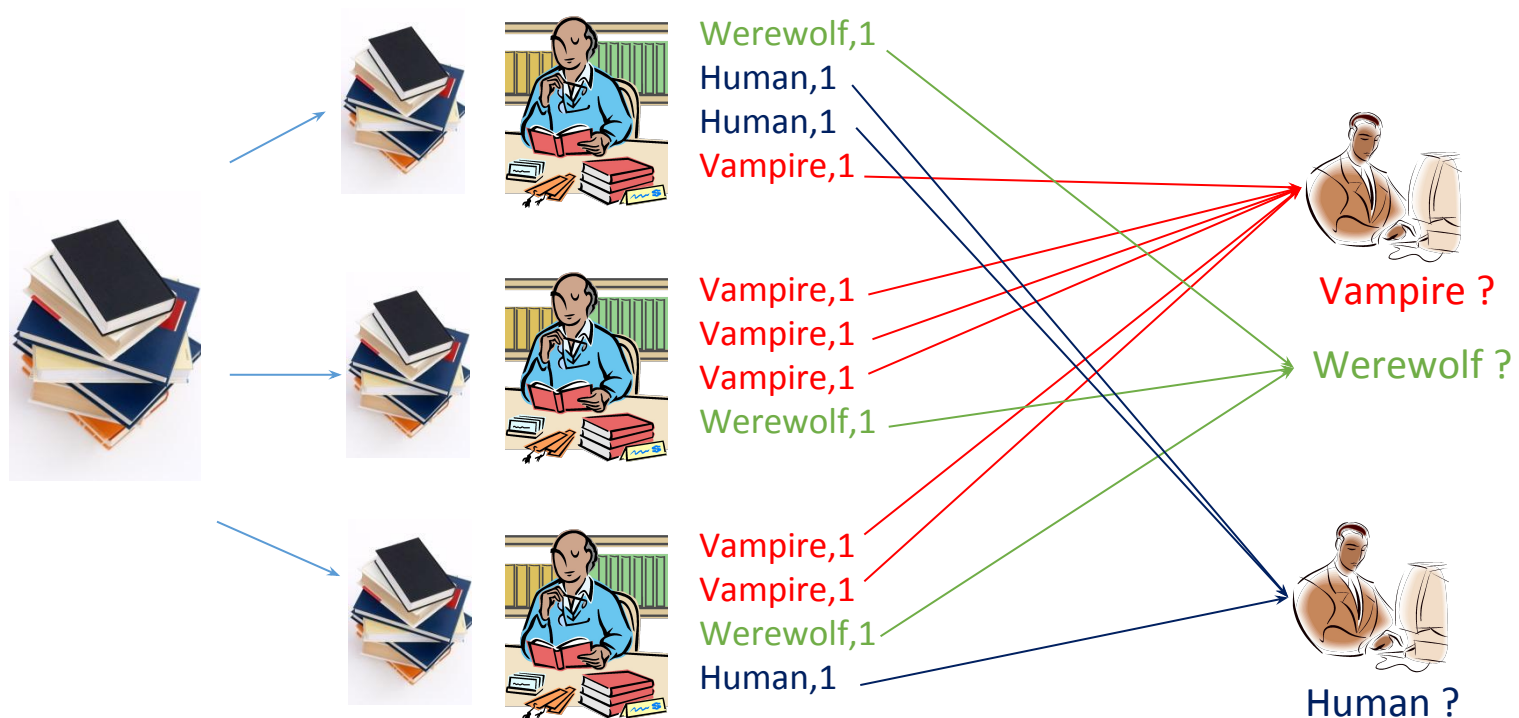 Werewolf,1
Human,1
Human,1
Vampire,1
Vampire,1
Vampire,1
Vampire,1
Werewolf,1
Vampire,1
Vampire,1
Werewolf,1
Human,1
Vampire ?
Werewolf ?
Human ?